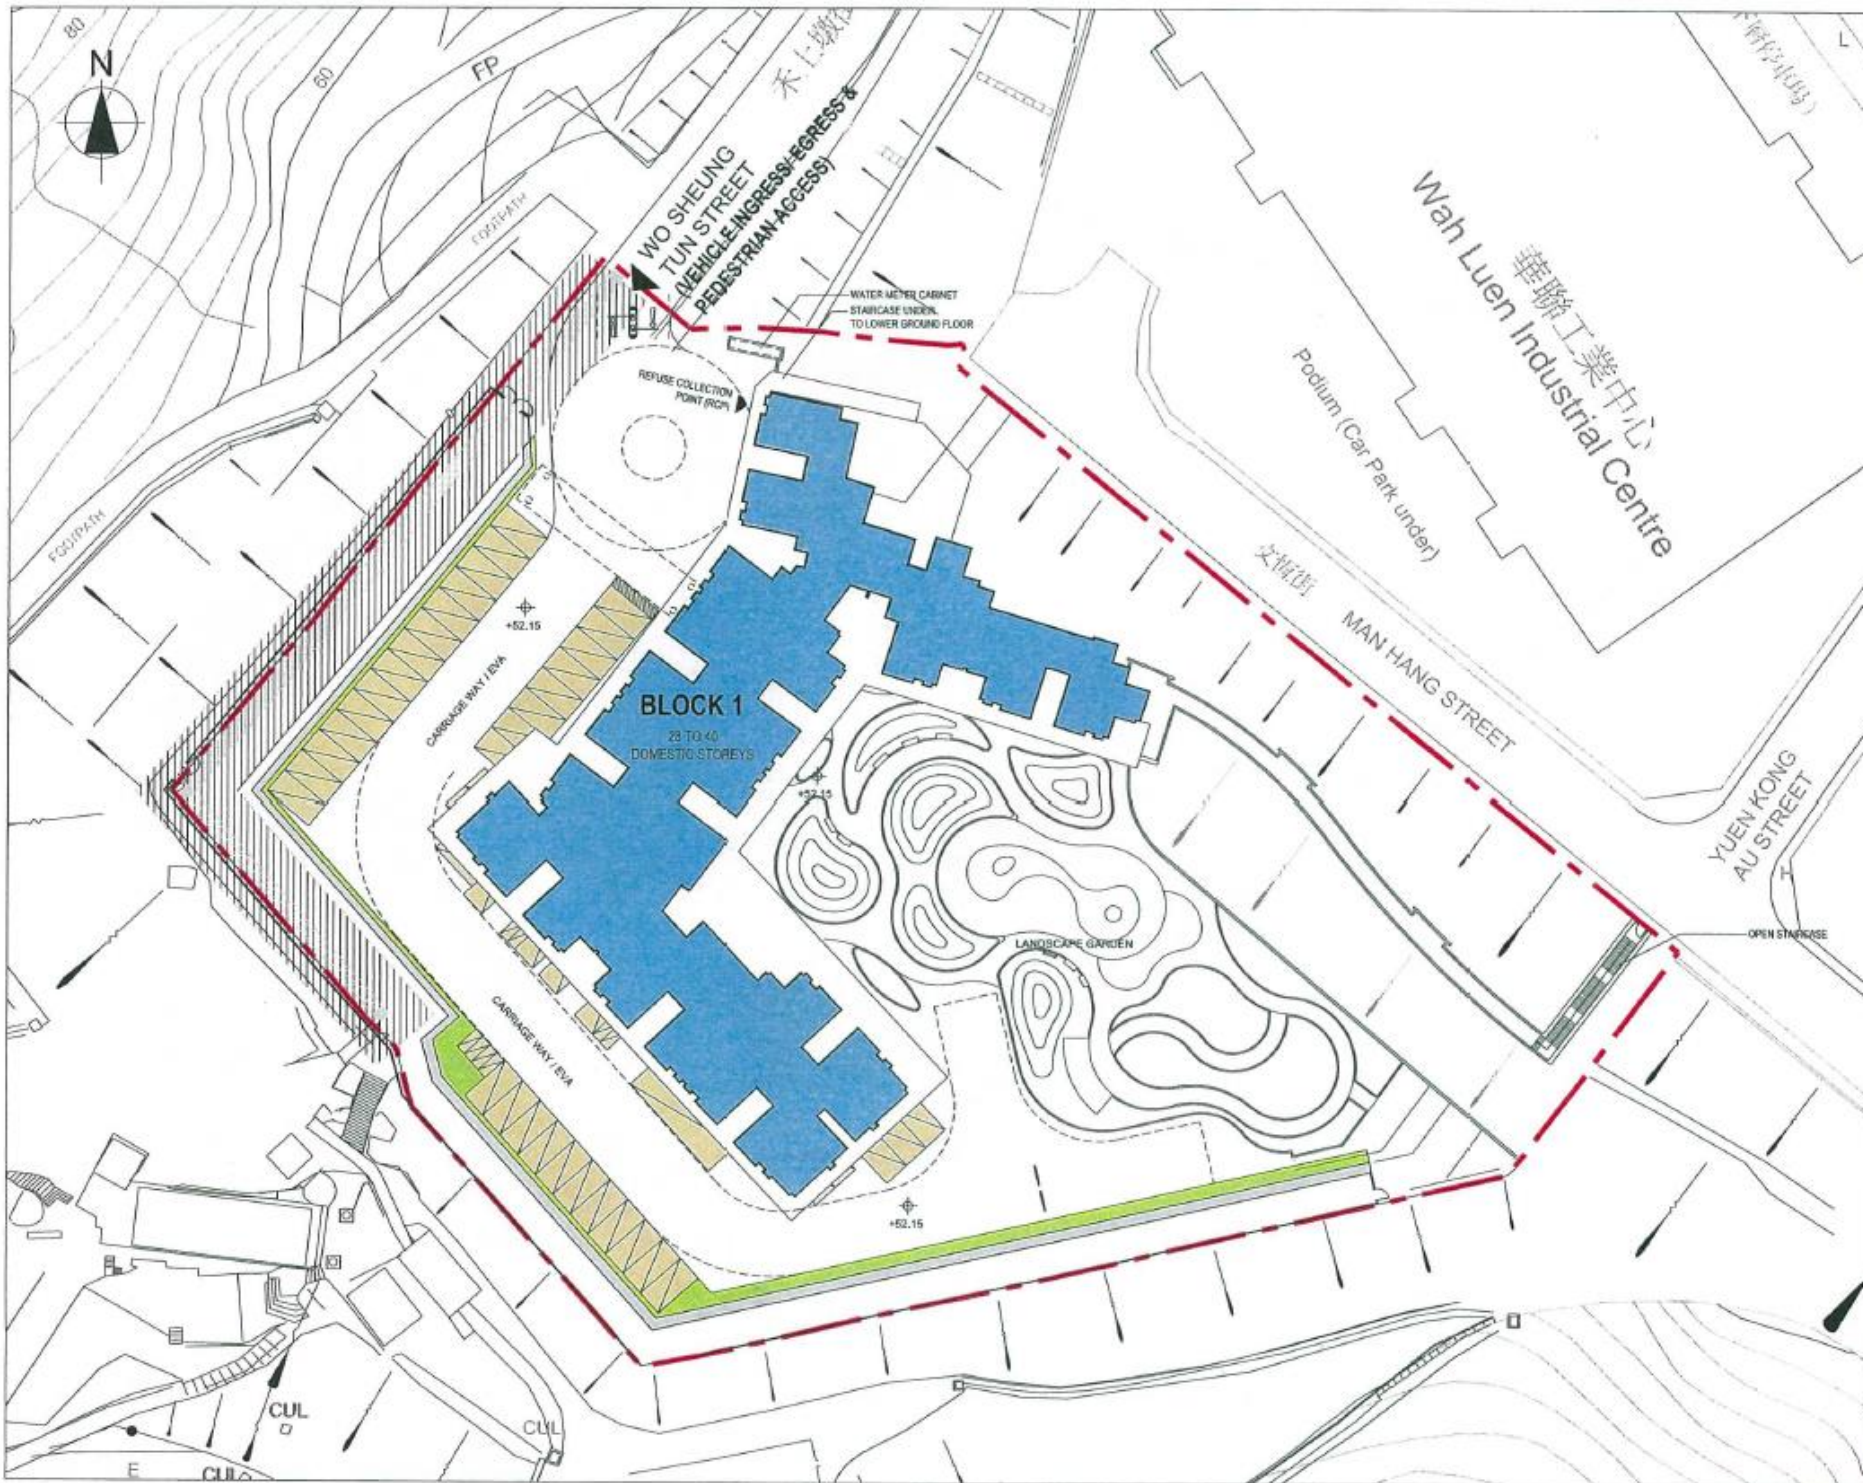 80
N
60
FP
WO SHEUNG
TUN STREET
(VEHICLE INGRESS/ EGRESS &
PEDESTRIAN ACCESS)
FOOTPATH
WATER METER CABINET
STAIRCASE UNDER
TO LOWER GROUND FLOOR
REFUSE COLLECTION
POINT (RCP)
華聯工業中心
Wah Luen Industrial Centre
Podium (Car Park under)
L
FOOTPATH
+52.15
CARRIAGE WAY / EVA
BLOCK 1
28 TO 40
DOMESTIC STOREYS
+52.15
MAN HANG STREET
YUEN KONG
AU STREET
OPEN STAIRCASE
LANDSCAPE GARDEN
CARRIAGE WAY / EVA
+52.15
CUL
CUL
E
CUL